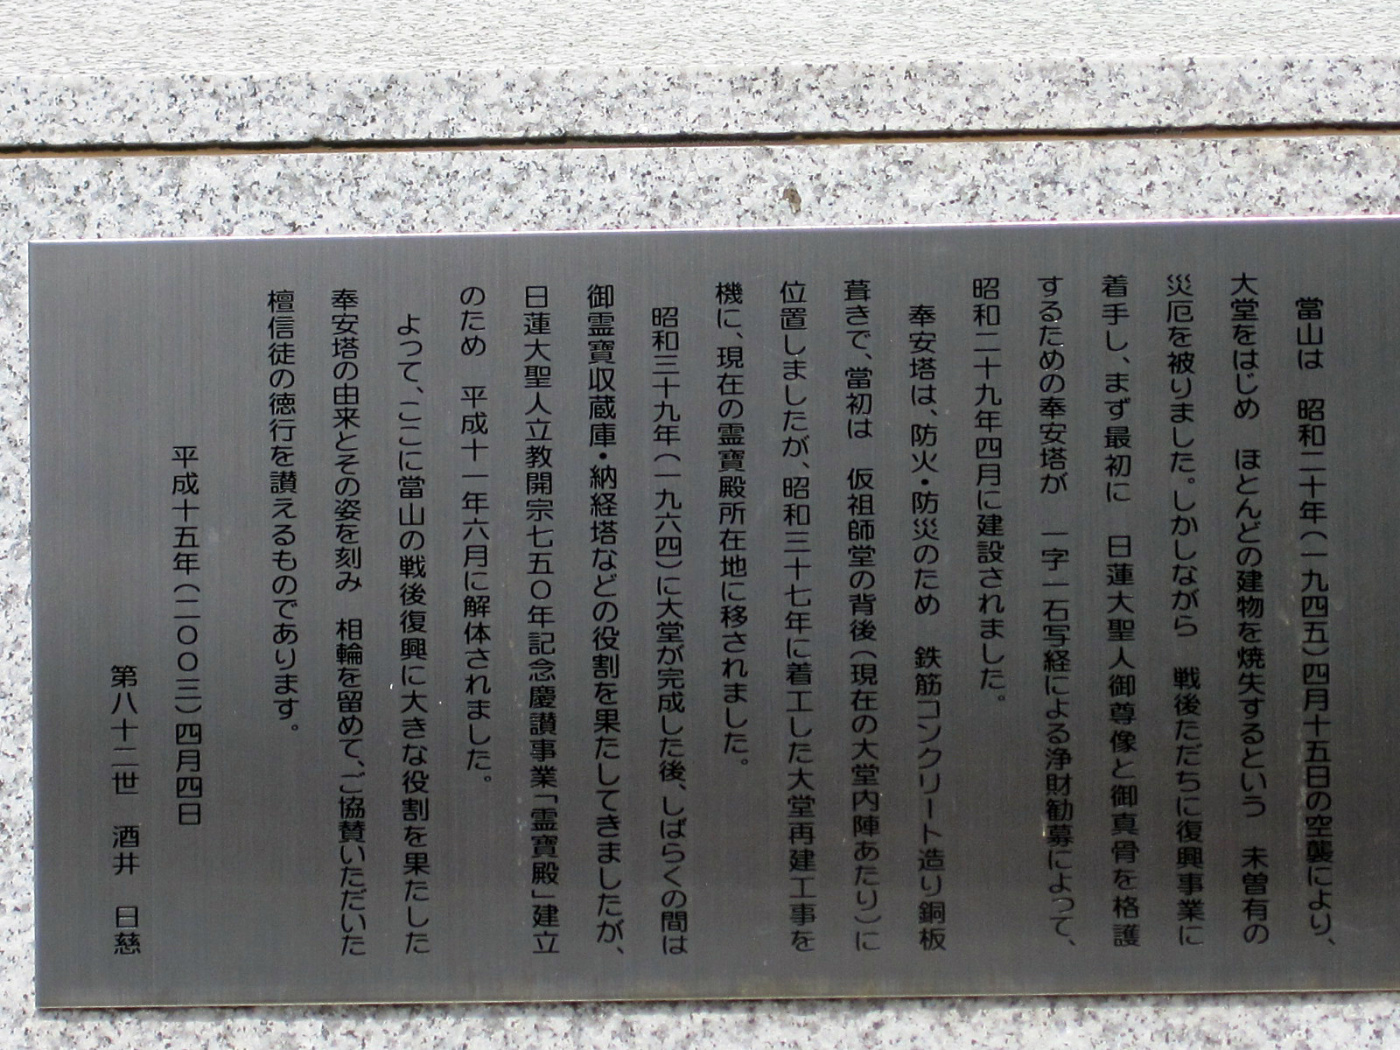 當山は　昭和二十年（一九四五）四月十五日の空襲により、
大堂をはじめ　ほとんどの建物を焼失するという　未曽有の
災厄を被りました。しかしながら　戦後ただちに復興事業に
着手し、まず最初に　日蓮大聖人御尊像と御真骨を格護
するための奉安塔が　一字一石写経による浄財勧募によって、
昭和二十九年四月に建設されました。
奉安塔は、防火・防災のため　鉄筋コンクリート造り銅板
葺きで、當初は　仮祖師堂の背後（現在の大堂内陣あたり）に
位置しましたが、昭和三十七年に着工した大堂再建工事を
機に、現在の霊寶殿所在地に移されました。
昭和三十九年（一九六四）に大堂が完成した後、しばらくの間は
御霊寶収蔵庫・納経塔などの役割を果たしてきましたが、
日蓮大聖人立教開宗七五〇年記念慶讃事業「霊寶殿」建立
のため　平成十一年六月に解体されました。
よって、ここに當山の戦後復興に大きな役割を果たした
奉安塔の由来とその姿を刻み　相輪を留めて、ご協賛いただいた
檀信徒の徳行を讃えるものであります。
平成十五年（二〇〇三）四月四日
第八十二世　酒井　日慈